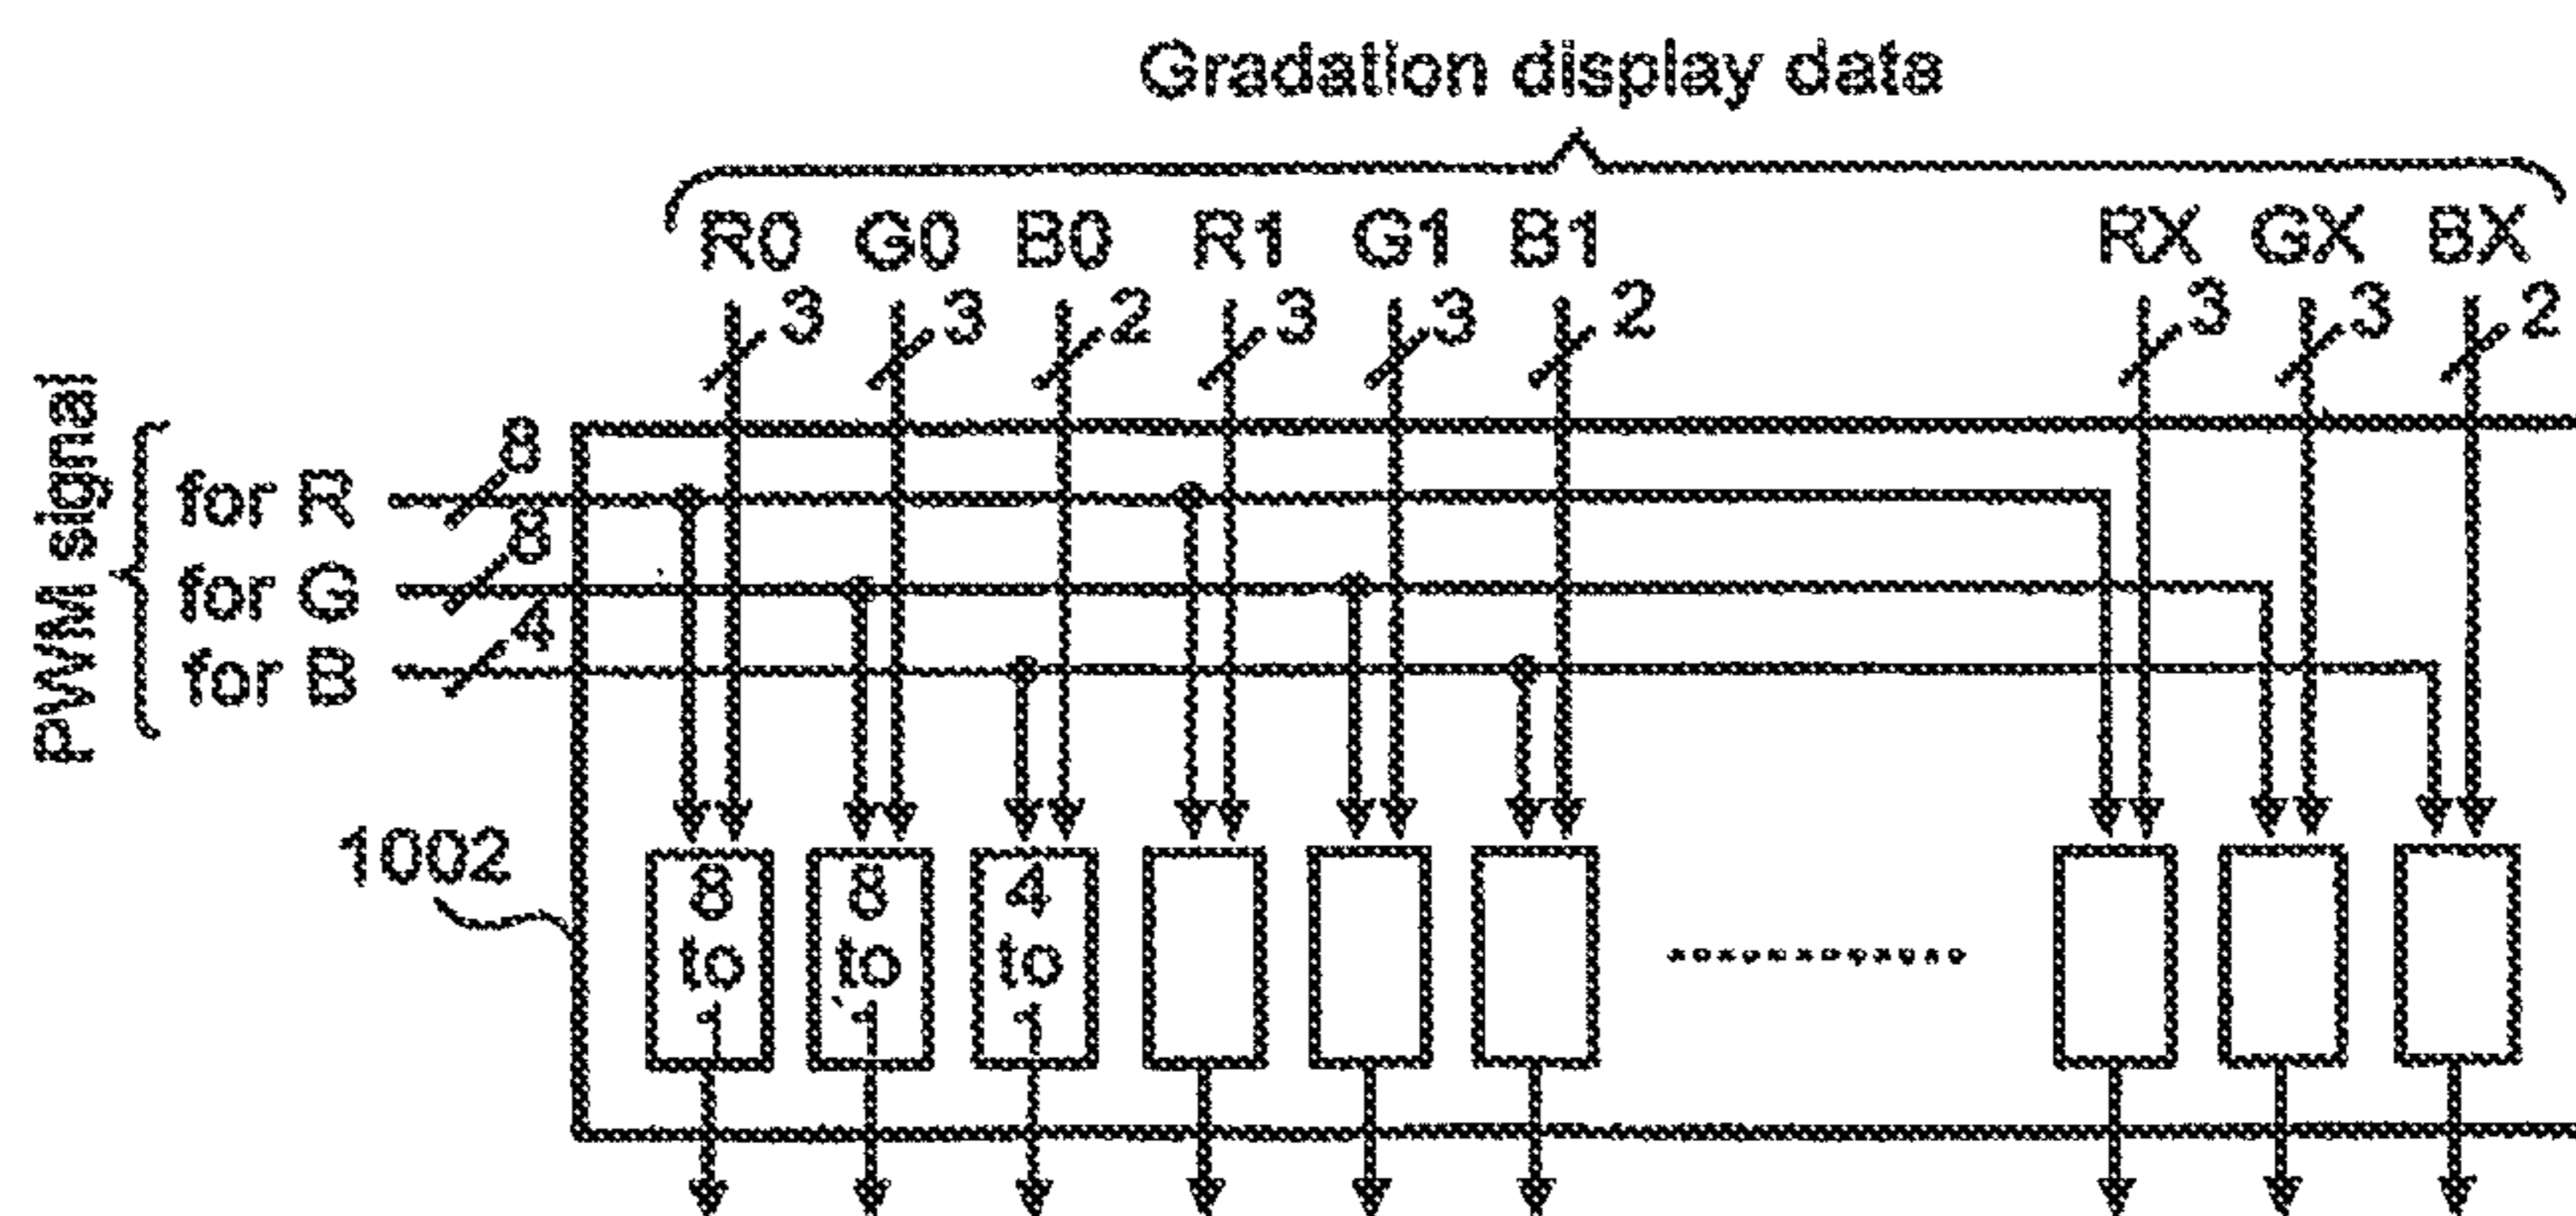 Gradation display data
R0 G0 B0 R1 G1 B1 RX GX BX
3 3 2 3 3 2 3 3 2
PWM signal
for R 8
for G 8
for B 4
1002
8 to 1
8 to 1
4 to 1